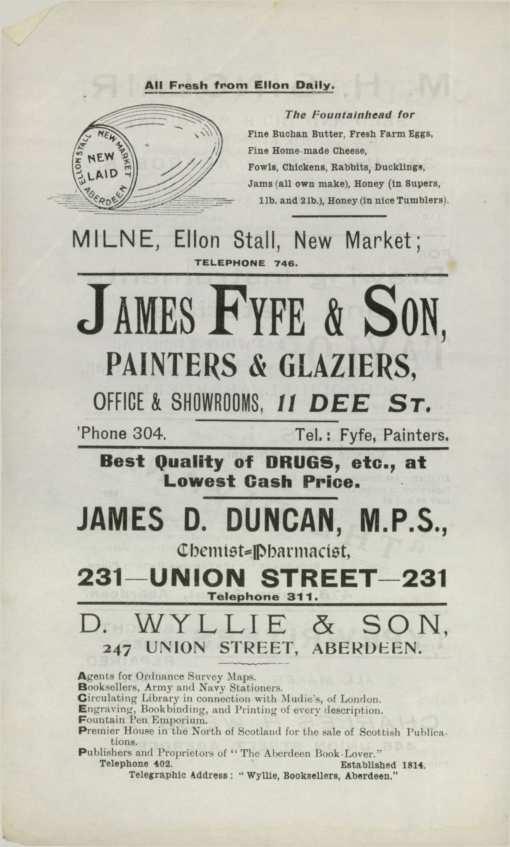 All Fresh from Ellon Daily.
ELLON STALL NEW MARKET
NEW
LAID
ABERDEEN
The Fountainhead for
Fine Buchan Butter, Fresh Farm Eggs,
Fine Home-made Cheese,
Fowls, Chickens, Rabbits, Ducklings,
Jams (all own make), Honey (in Supers,
1 lb. and 2 lb.), Honey (in nice Tumblers).
MILNE, Ellon Stall, New Market;
TELEPHONE 746.
JAMES FYFE & SON,
PAINTERS & GLAZIERS,
OFFICE & SHOWROOMS, 11 DEE ST.
'Phone 304. Tel.: Fyfe, Painters.
Best Quality of DRUGS, etc., at
Lowest Cash Price.
JAMES D. DUNCAN, M.P.S.,
Chemist=Pharmacist,
231—UNION STREET—231
Telephone 311.
D. WYLLIE & SON,
247 UNION STREET, ABERDEEN.
Agents for Ordnance Survey Maps.
Booksellers, Army and Navy Stationers.
Circulating Library in connection with Mudie's, of London.
Engraving, Bookbinding, and Printing of every description.
Fountain Pen Emporium.
Premier House in the North of Scotland for the sale of Scottish Publica-
tions.
Publishers and Proprietors of "The Aberdeen Book-Lover."
Telephone 402. Established 1814.
Telegraphic Address: "Wyllie, Booksellers, Aberdeen."